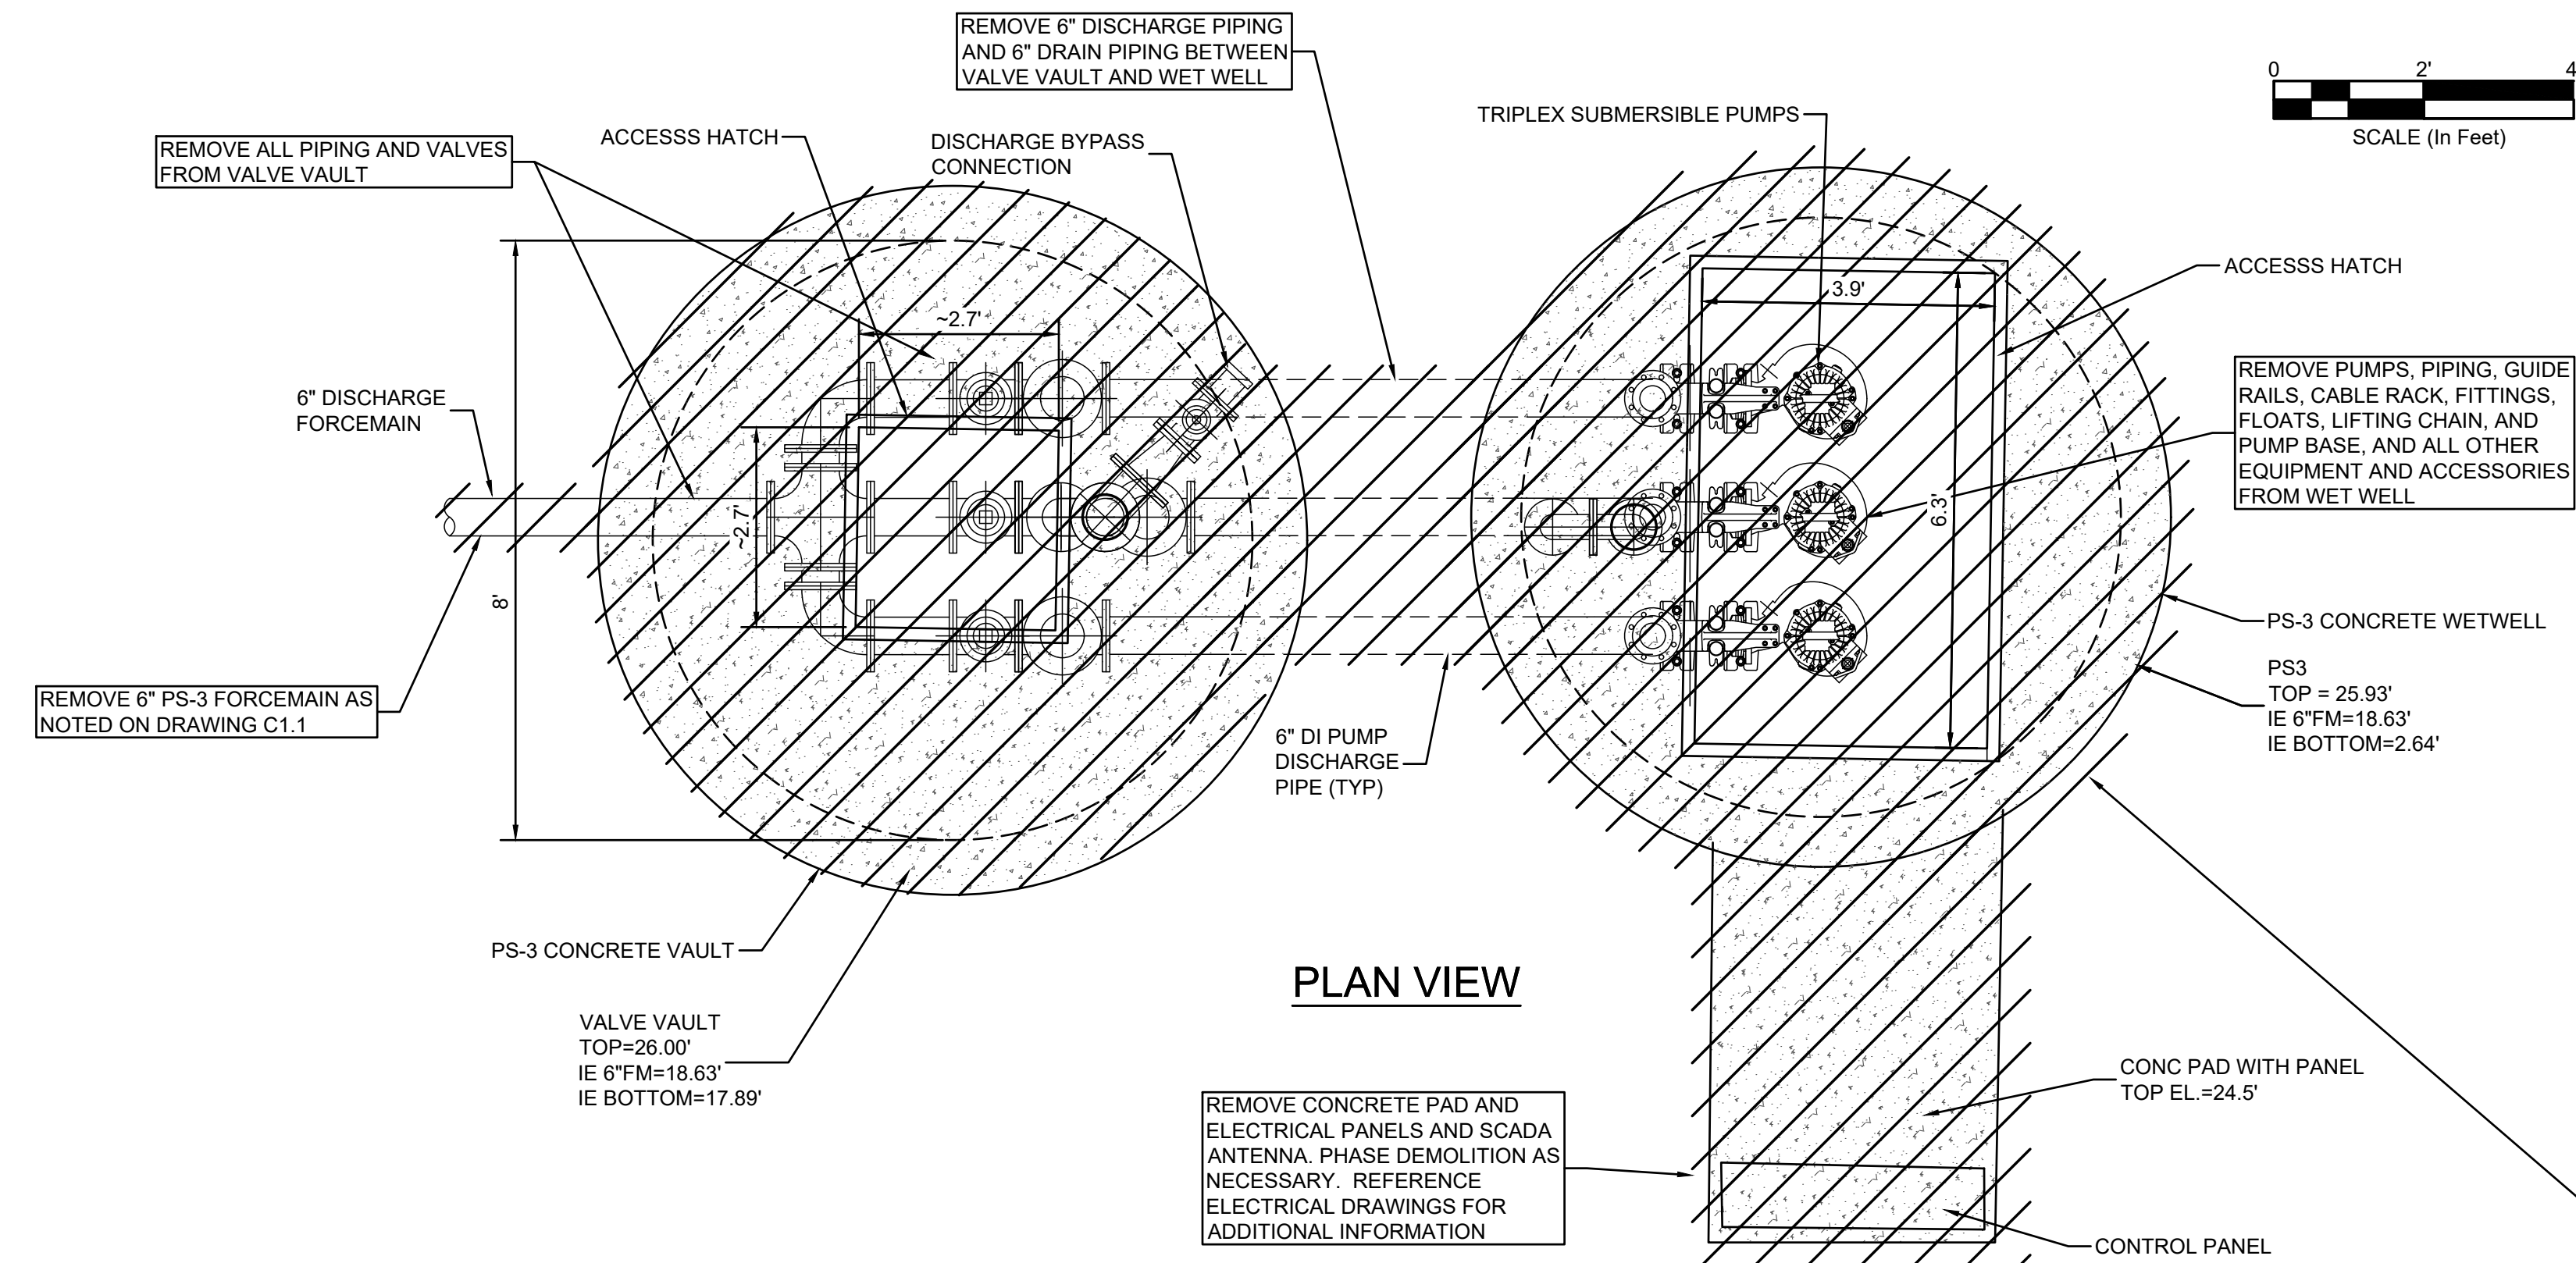 REMOVE 6" DISCHARGE PIPING
AND 6" DRAIN PIPING BETWEEN
VALVE VAULT AND WET WELL
0 2' 4
SCALE (In Feet)
TRIPLEX SUBMERSIBLE PUMPS
REMOVE ALL PIPING AND VALVES
FROM VALVE VAULT
ACCESSS HATCH
DISCHARGE BYPASS
CONNECTION
ACCESSS HATCH
3.9'
~2.7'
6" DISCHARGE
FORCEMAIN
REMOVE PUMPS, PIPING, GUIDE
RAILS, CABLE RACK, FITTINGS,
FLOATS, LIFTING CHAIN, AND
PUMP BASE, AND ALL OTHER
EQUIPMENT AND ACCESSORIES
FROM WET WELL
~2.7'
6.3'
8'
PS-3 CONCRETE WETWELL
PS3
TOP = 25.93'
IE 6"FM=18.63'
IE BOTTOM=2.64'
REMOVE 6" PS-3 FORCEMAIN AS
NOTED ON DRAWING C1.1
6" DI PUMP
DISCHARGE
PIPE (TYP)
PS-3 CONCRETE VAULT
PLAN VIEW
VALVE VAULT
TOP=26.00'
IE 6"FM=18.63'
IE BOTTOM=17.89'
CONC PAD WITH PANEL
TOP EL.=24.5'
REMOVE CONCRETE PAD AND
ELECTRICAL PANELS AND SCADA
ANTENNA. PHASE DEMOLITION AS
NECESSARY. REFERENCE
ELECTRICAL DRAWINGS FOR
ADDITIONAL INFORMATION
CONTROL PANEL